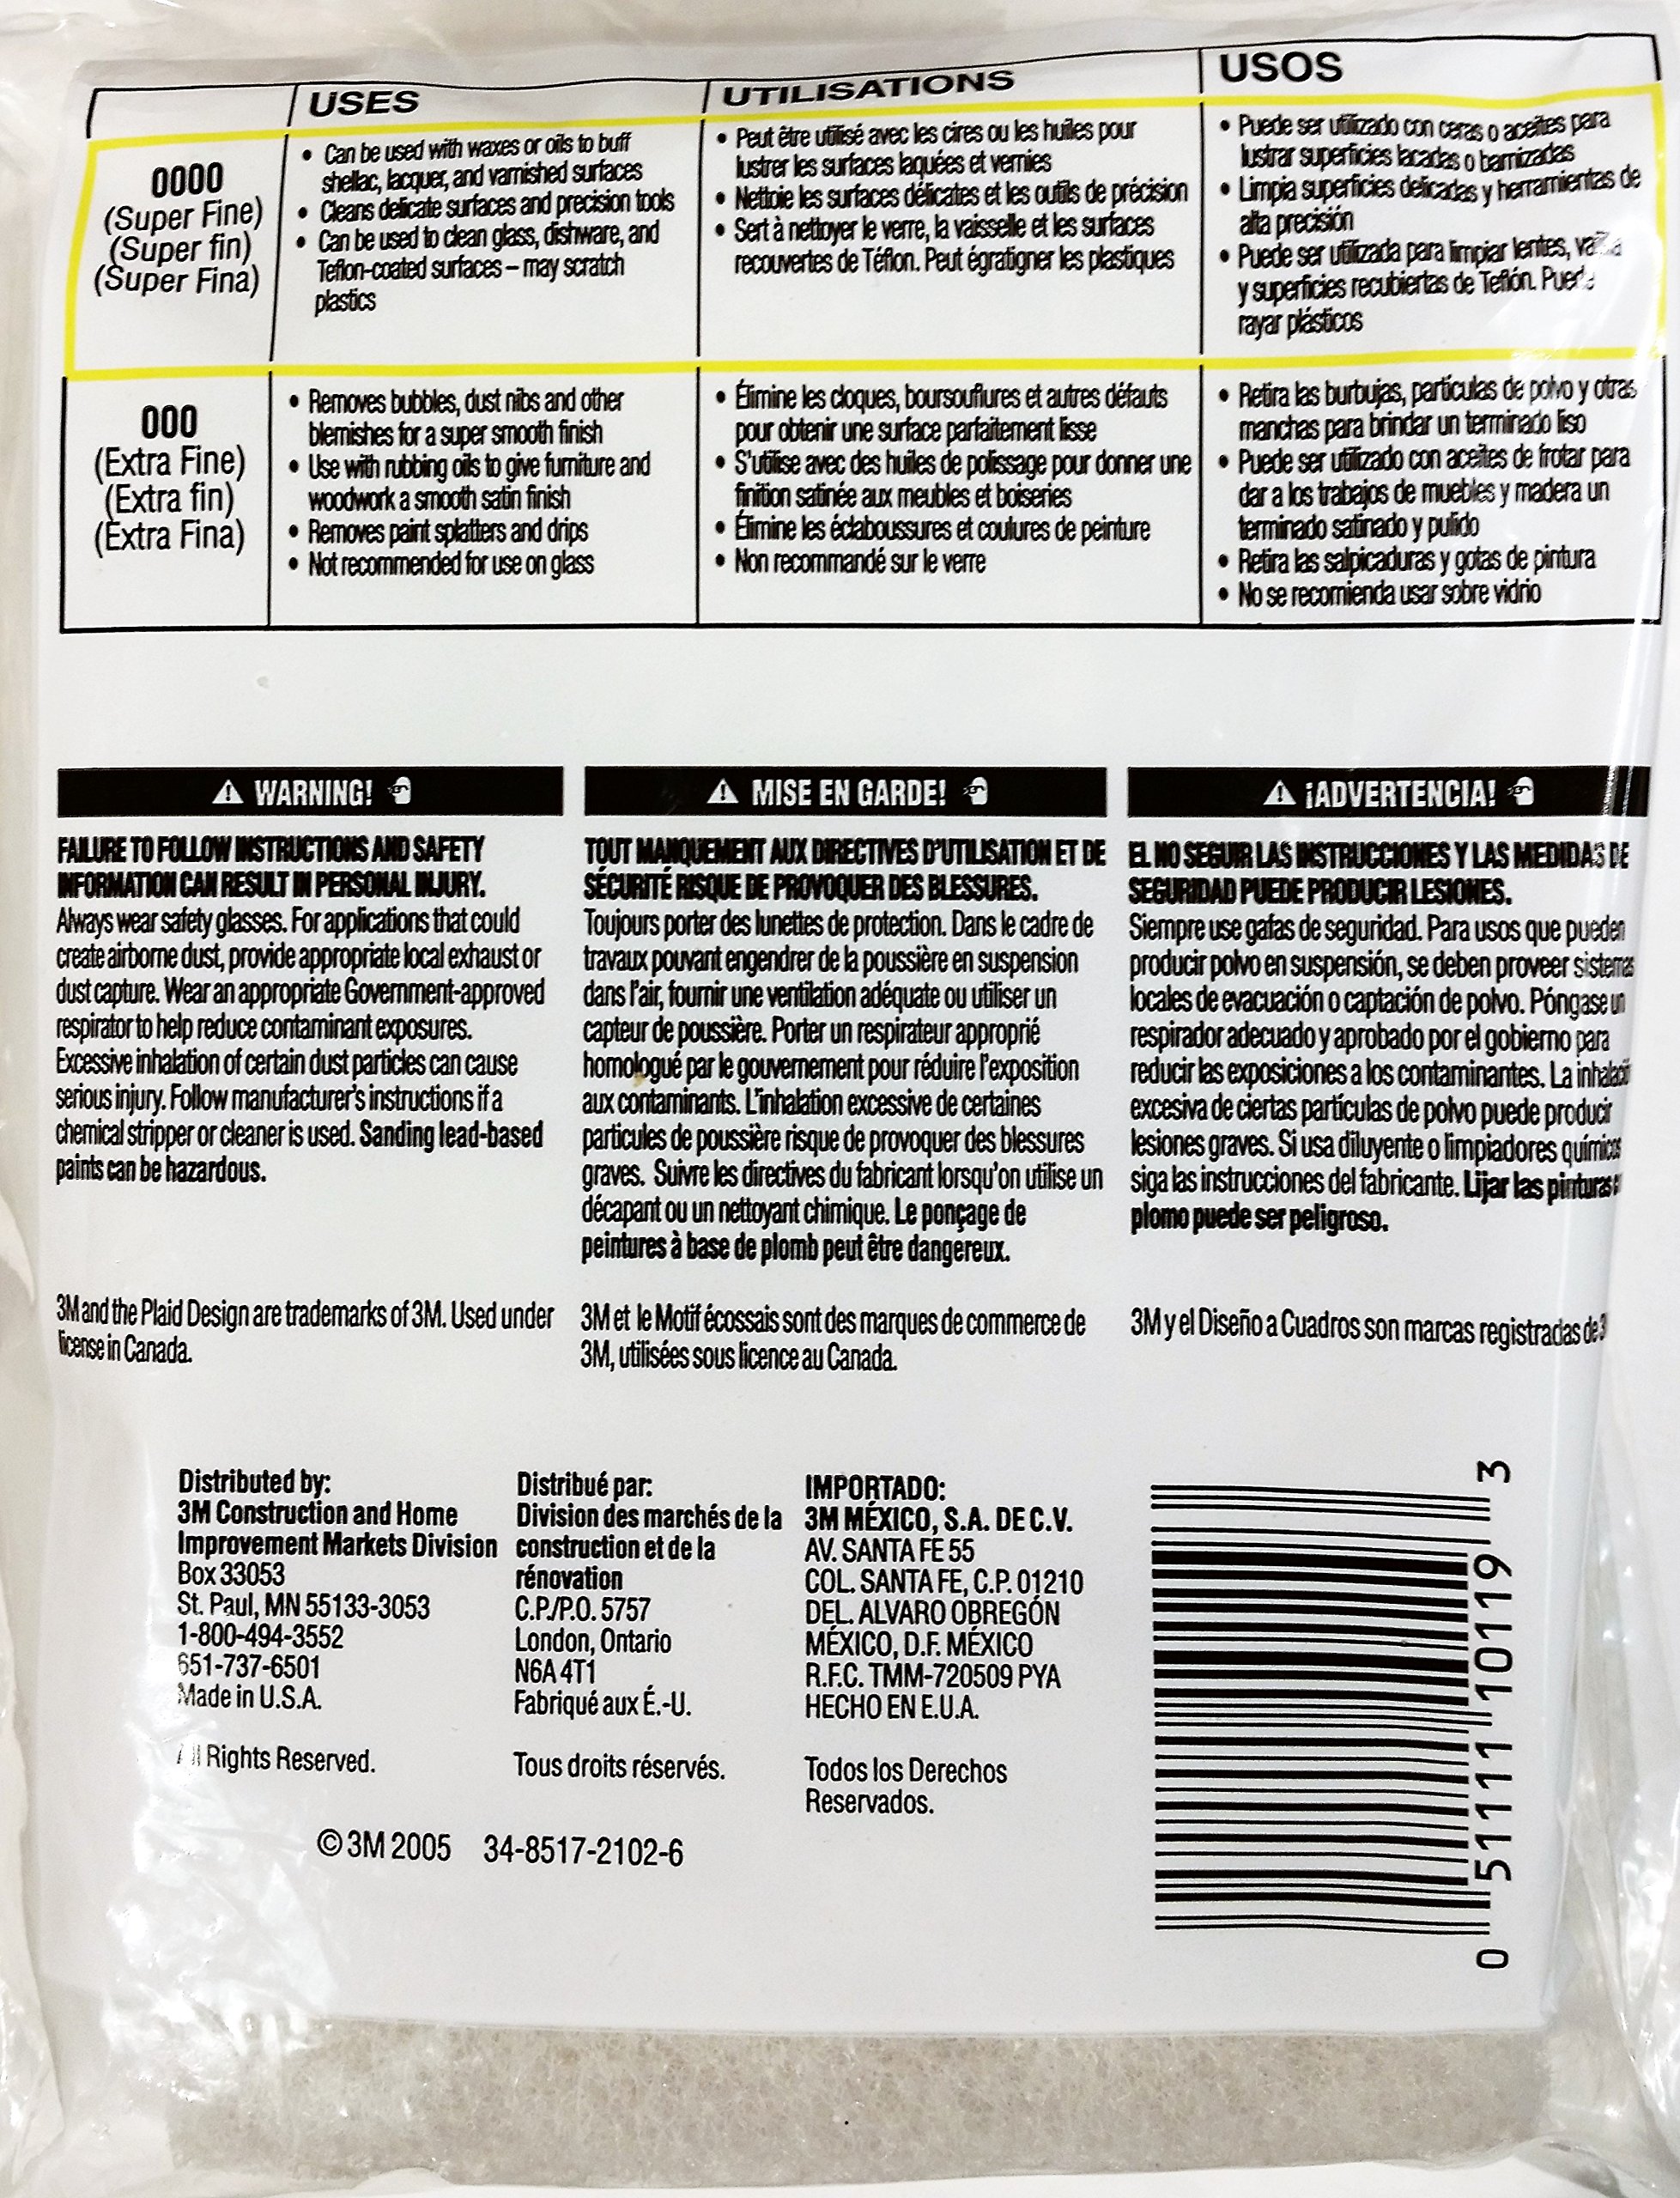 USES
UTILISATIONS
USOS
0000
(Super Fine)
(Super fin)
(Super Fina)
• Can be used with waxes or oils to buff
shellac, lacquer, and varnished surfaces
• Cleans delicate surfaces and precision tools
• Can be used to clean glass, dishware, and
Teflon-coated surfaces – may scratch
plastics
• Peut être utilisé avec les cires ou les huiles pour
lustrer les surfaces laquées et vernies
• Nettoie les surfaces délicates et les outils de précision
• Sert à nettoyer le verre, la vaisselle et les surfaces
recouvertes de Téflon. Peut égratigner les plastiques
• Puede ser utilizado con ceras o aceites para
lustrar superficies lacadas o barnizadas
• Limpia superficies delicadas y herramientas de
alta precisión
• Puede ser utilizada para limpiar lentes,
y superficies recubiertas de Teflón. Puede
rayar plásticos
000
(Extra Fine)
(Extra fin)
(Extra Fina)
• Removes bubbles, dust nibs and other
blemishes for a super smooth finish
• Use with rubbing oils to give furniture and
woodwork a smooth satin finish
• Removes paint splatters and drips
• Not recommended for use on glass
• Élimine les cloques, boursouflures et autres défauts
pour obtenir une surface parfaitement lisse
• S'utilise avec des huiles de polissage pour donner une
finition satinée aux meubles et boiseries
• Élimine les éclaboussures et coulures de peinture
• Non recommandé sur le verre
• Retira las burbujas, partículas de polvo y otras
manchas para brindar un terminado liso
• Puede ser utilizado con aceites de frotar para
dar a los trabajos de muebles y madera un
terminado satinado y pulido
• Retira las salpicaduras y gotas de pintura
• No se recomienda usar sobre vidrio
WARNING!
FAILURE TO FOLLOW INSTRUCTIONS AND SAFETY
INFORMATION CAN RESULT IN PERSONAL INJURY.
Always wear safety glasses. For applications that could
create airborne dust, provide appropriate local exhaust or
dust capture. Wear an appropriate Government-approved
respirator to help reduce contaminant exposures.
Excessive inhalation of certain dust particles can cause
serious injury. Follow manufacturer's instructions if a
chemical stripper or cleaner is used. Sanding lead-based
paints can be hazardous.
MISE EN GARDE!
TOUT MANQUEMENT AUX DIRECTIVES D'UTILISATION ET DE
SÉCURITÉ RISQUE DE PROVOQUER DES BLESSURES.
Toujours porter des lunettes de protection. Dans le cadre de
travaux pouvant engendrer de la poussière en suspension
dans l'air, fournir une ventilation adéquate ou utiliser un
capteur de poussière. Porter un respirateur approprié
homologué par le gouvernement pour réduire l'exposition
aux contaminants. L'inhalation excessive de certaines
particules de poussière risque de provoquer des blessures
graves. Suivre les directives du fabricant lorsqu'on utilise un
décapant ou un nettoyant chimique. Le ponçage de
peintures à base de plomb peut être dangereux.
¡ADVERTENCIA!
EL NO SEGUIR LAS INSTRUCCIONES Y LAS MEDIDAS DE
SEGURIDAD PUEDE PRODUCIR LESIONES.
Siempre use gafas de seguridad. Para usos que pueden
producir polvo en suspensión, se deben proveer sistemas
locales de evacuación o captación de polvo. Póngase un
respirador adecuado y aprobado por el gobierno para
reducir las exposiciones a los contaminantes. La inhalación
excesiva de ciertas partículas de polvo puede producir
lesiones graves. Si usa diluyente o limpiadores químicos
siga las instrucciones del fabricante. Lijar las pinturas
plomo puede ser peligroso.
3M and the Plaid Design are trademarks of 3M. Used under
license in Canada.
3M et le Motif écossais sont des marques de commerce de
3M, utilisées sous licence au Canada.
3M y el Diseño a Cuadros son marcas registradas de
Distributed by:
3M Construction and Home
Improvement Markets Division
Box 33053
St. Paul, MN 55133-3053
1-800-494-3552
651-737-6501
Made in U.S.A.
All Rights Reserved.
Distribué par:
Division des marchés de la
construction et de la
rénovation
C.P./P.O. 5757
London, Ontario
N6A 4T1
Fabriqué aux É.-U.
Tous droits réservés.
IMPORTADO:
3M MÉXICO, S.A. DE C.V.
AV. SANTA FE 55
COL. SANTA FE, C.P. 01210
DEL. ALVARO OBREGÓN
MÉXICO, D.F. MÉXICO
R.F.C. TMM-720509 PYA
HECHO EN E.U.A.
Todos los Derechos
Reservados.
© 3M 2005 34-8517-2102-6
0 51111 10119 3